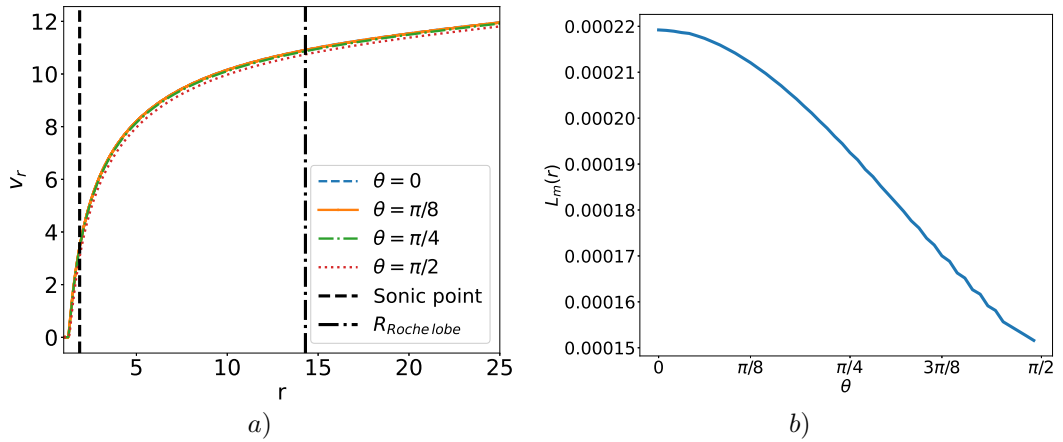 12
10
8
6
4
2
0
v_r
5
10
15
20
25
r
θ = 0
θ = π/8
θ = π/4
θ = π/2
Sonic point
R_{Roche lobe}
a)
0.00022
0.00021
0.00020
0.00019
0.00018
0.00017
0.00016
0.00015
L_m(r)
0
π/8
π/4
3π/8
π/2
θ
b)